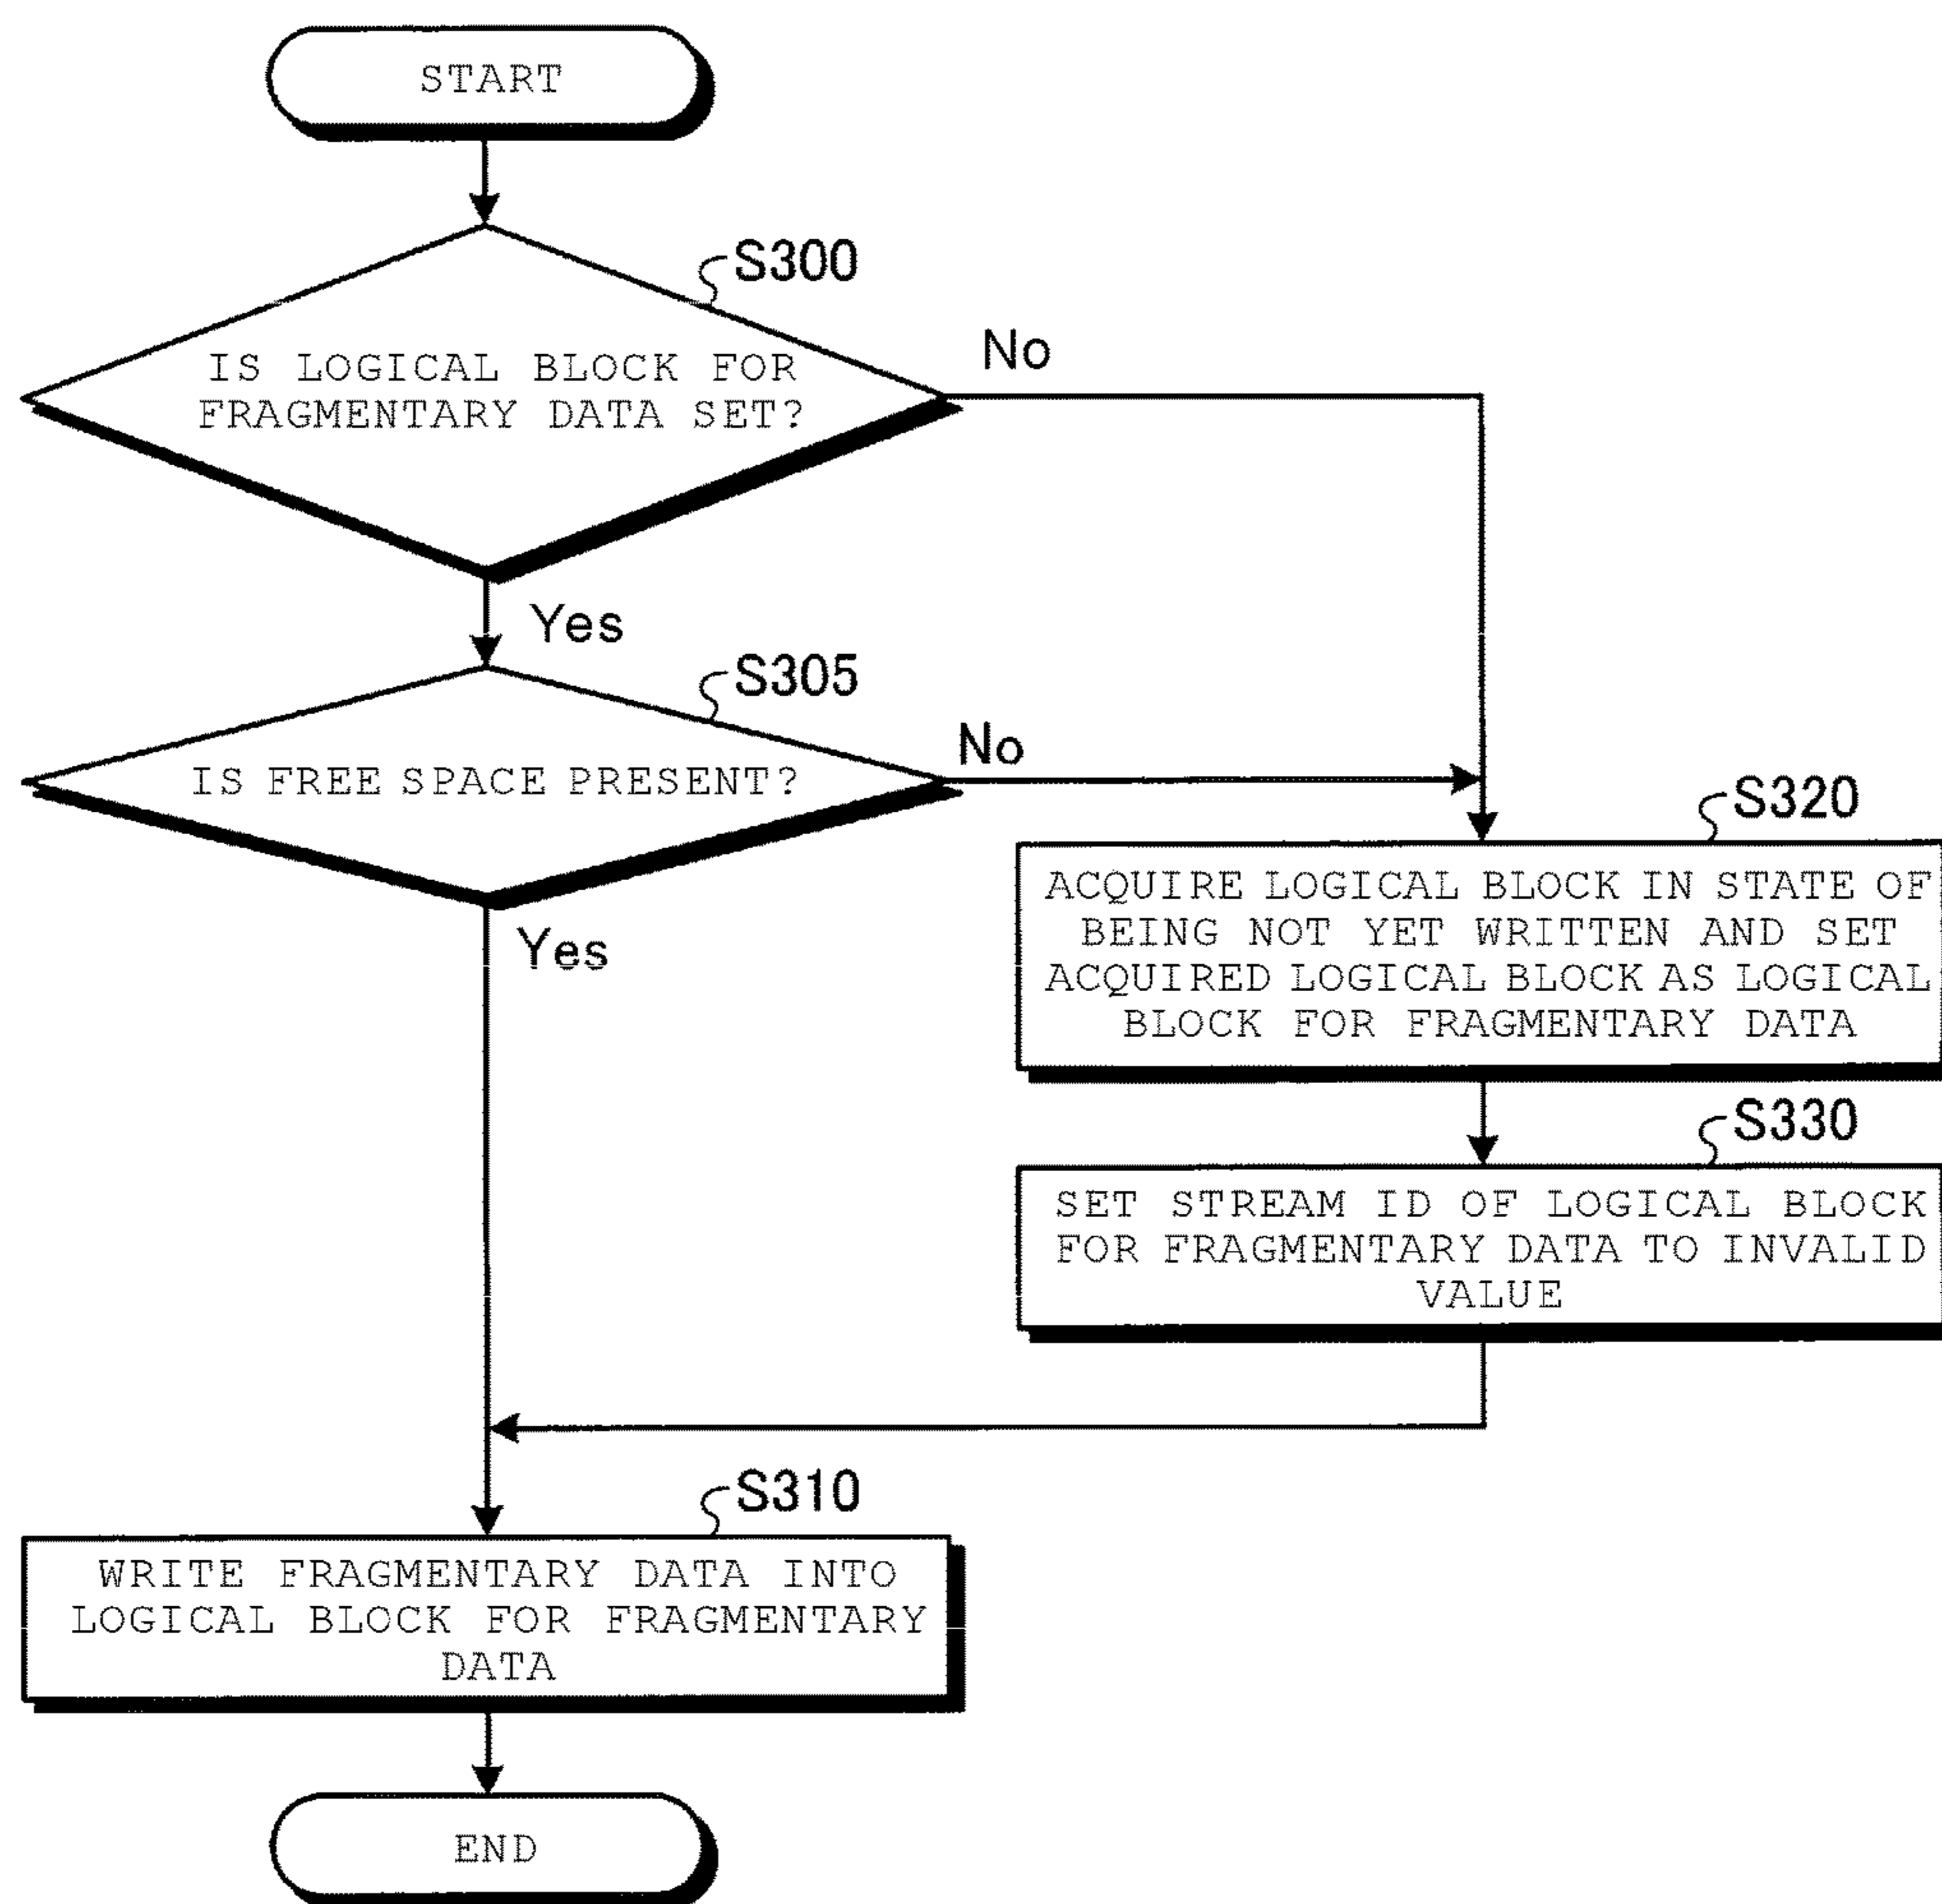 START
S300
IS LOGICAL BLOCK FOR
FRAGMENTARY DATA SET?
No
Yes
S305
IS FREE SPACE PRESENT?
No
Yes
S320
ACQUIRE LOGICAL BLOCK IN STATE OF
BEING NOT YET WRITTEN AND SET
ACQUIRED LOGICAL BLOCK AS LOGICAL
BLOCK FOR FRAGMENTARY DATA
S330
SET STREAM ID OF LOGICAL BLOCK
FOR FRAGMENTARY DATA TO INVALID
VALUE
S310
WRITE FRAGMENTARY DATA INTO
LOGICAL BLOCK FOR FRAGMENTARY
DATA
END